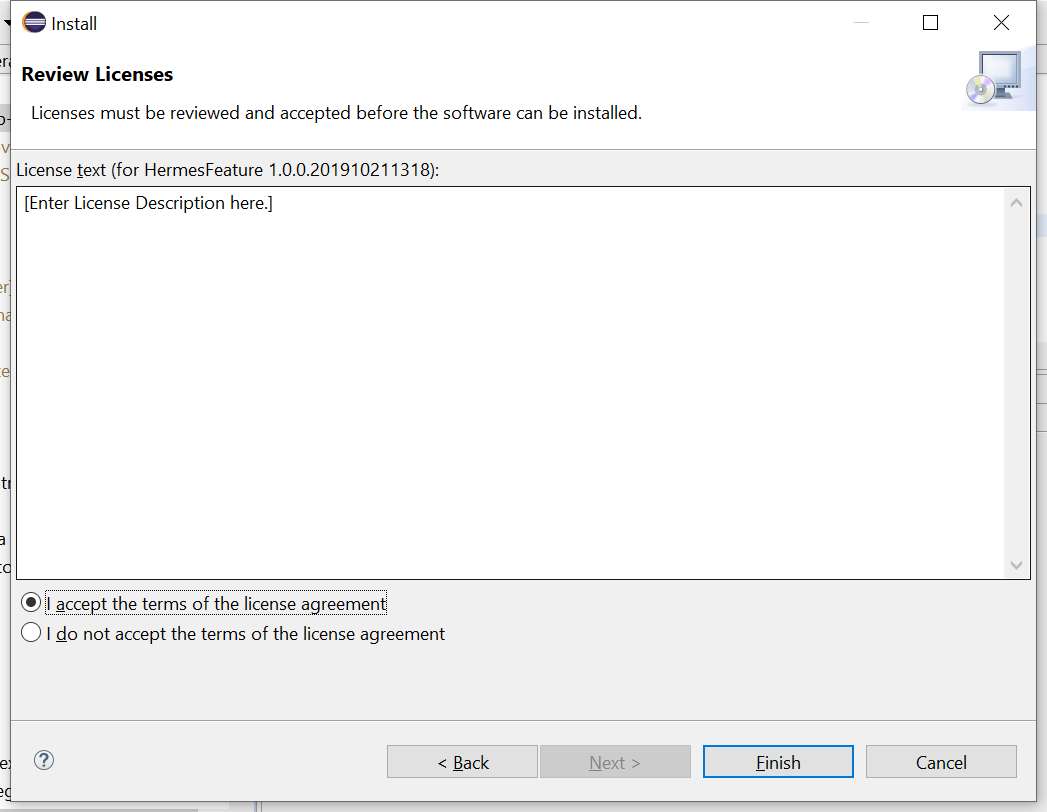 Install
Review Licenses
Licenses must be reviewed and accepted before the software can be installed.
License text (for HermesFeature 1.0.0.201910211318):
[Enter License Description here.]
I accept the terms of the license agreement
I do not accept the terms of the license agreement
?
< Back
Next >
Finish
Cancel